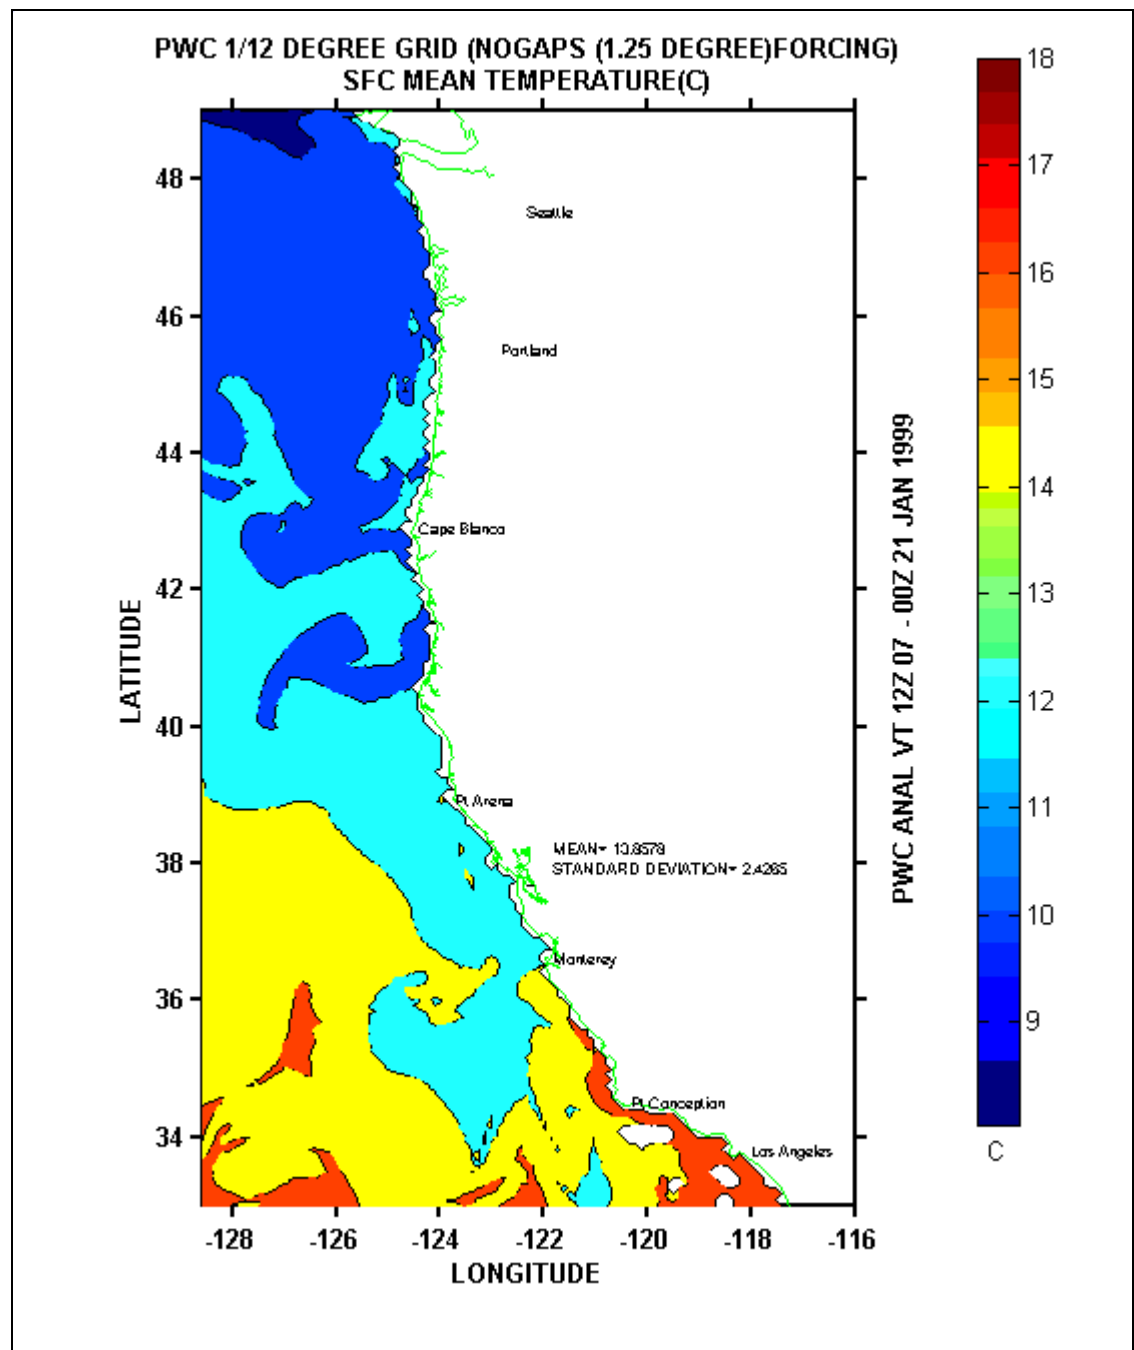 PWC 1/12 DEGREE GRID (NOGAPS (1.25 DEGREE)FORCING)
SFC MEAN TEMPERATURE(C)
18
17
16
15
14
13
12
11
10
9
C
PWC ANAL VT 12Z 07 - 00Z 21 JAN 1999
LATITUDE
48
46
44
42
40
38
36
34
Seattle
Portland
Cape Blanco
Pt Arena
MEAN= 13.8578
STANDARD DEVIATION= 2.4265
Monterey
Pt Conception
Los Angeles
-128
-126
-124
-122
-120
-118
-116
LONGITUDE